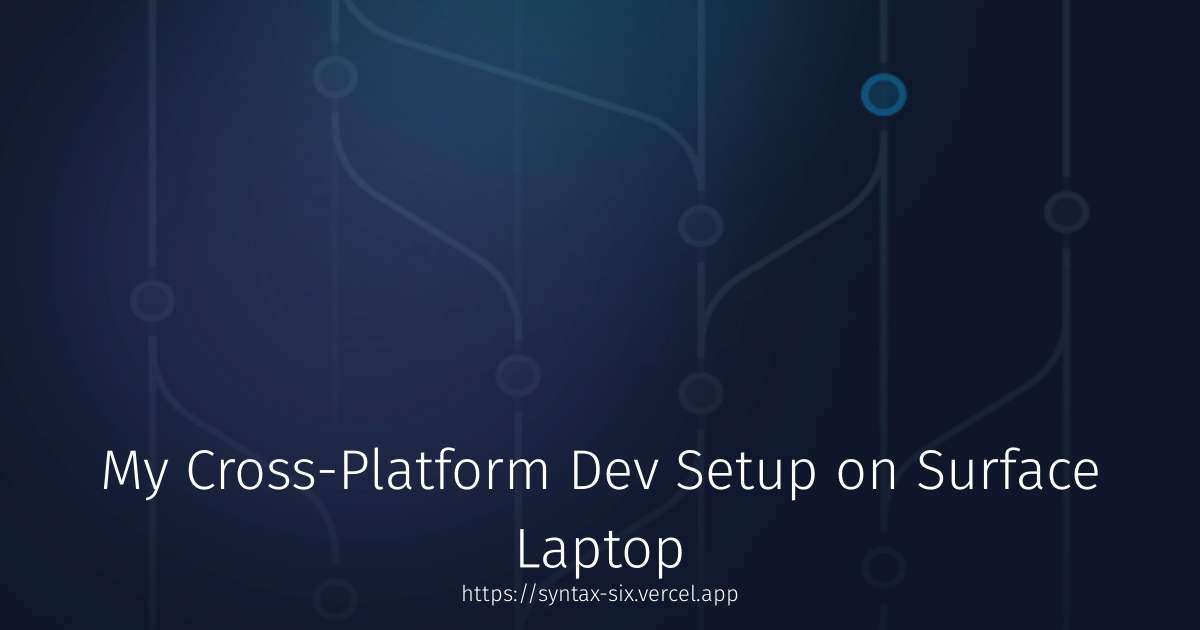 My Cross-Platform Dev Setup on Surface
Laptop
https://syntax-six.vercel.app